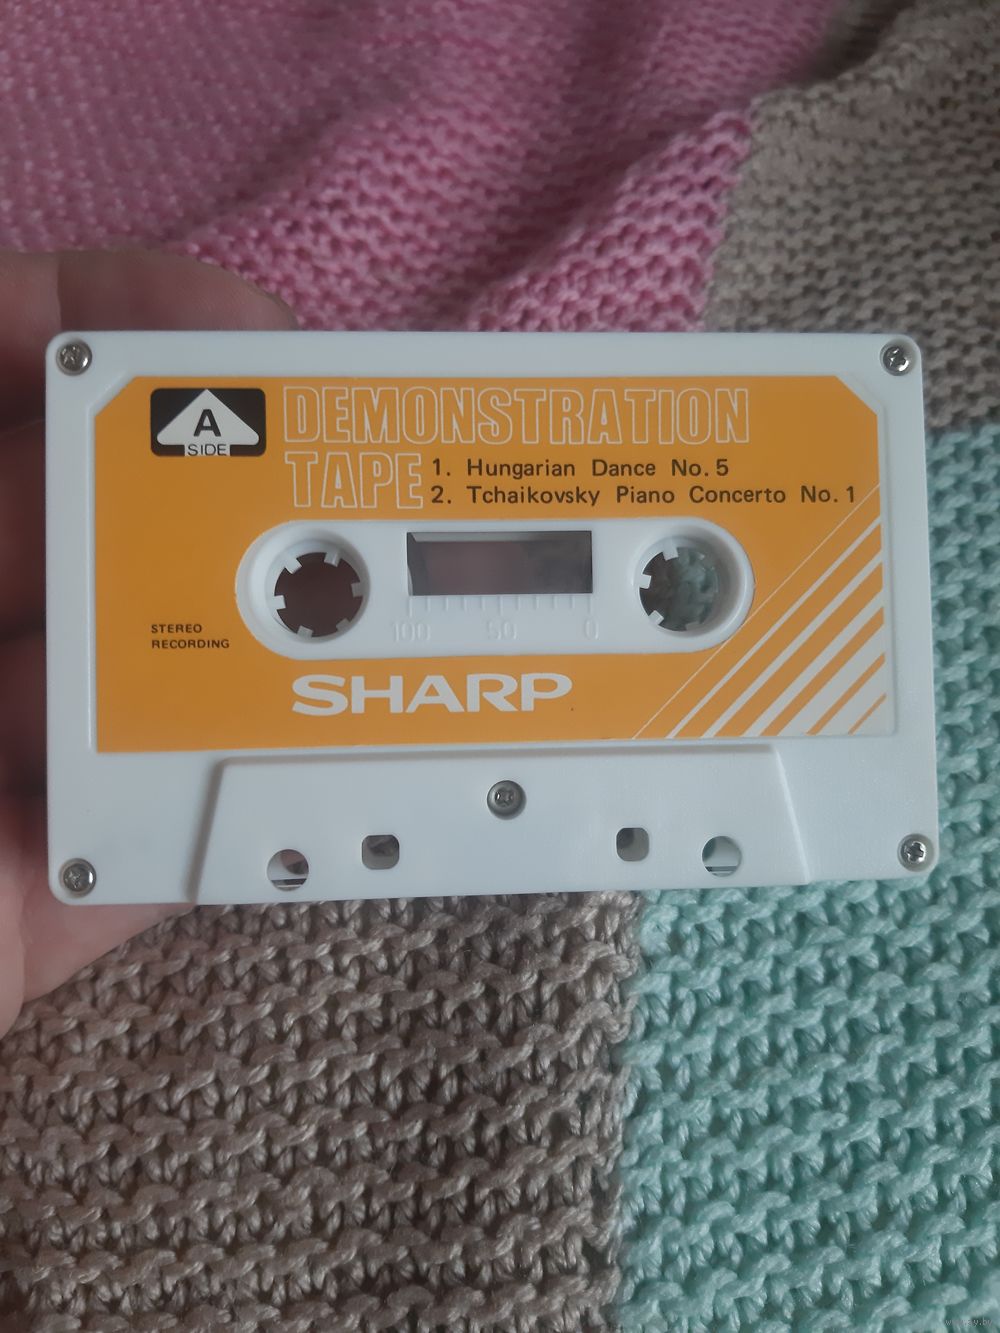 A
SIDE
DEMONSTRATION
TAPE
1. Hungarian Dance No. 5
2. Tchaikovsky Piano Concerto No. 1
100 50 0
STEREO
RECORDING
SHARP